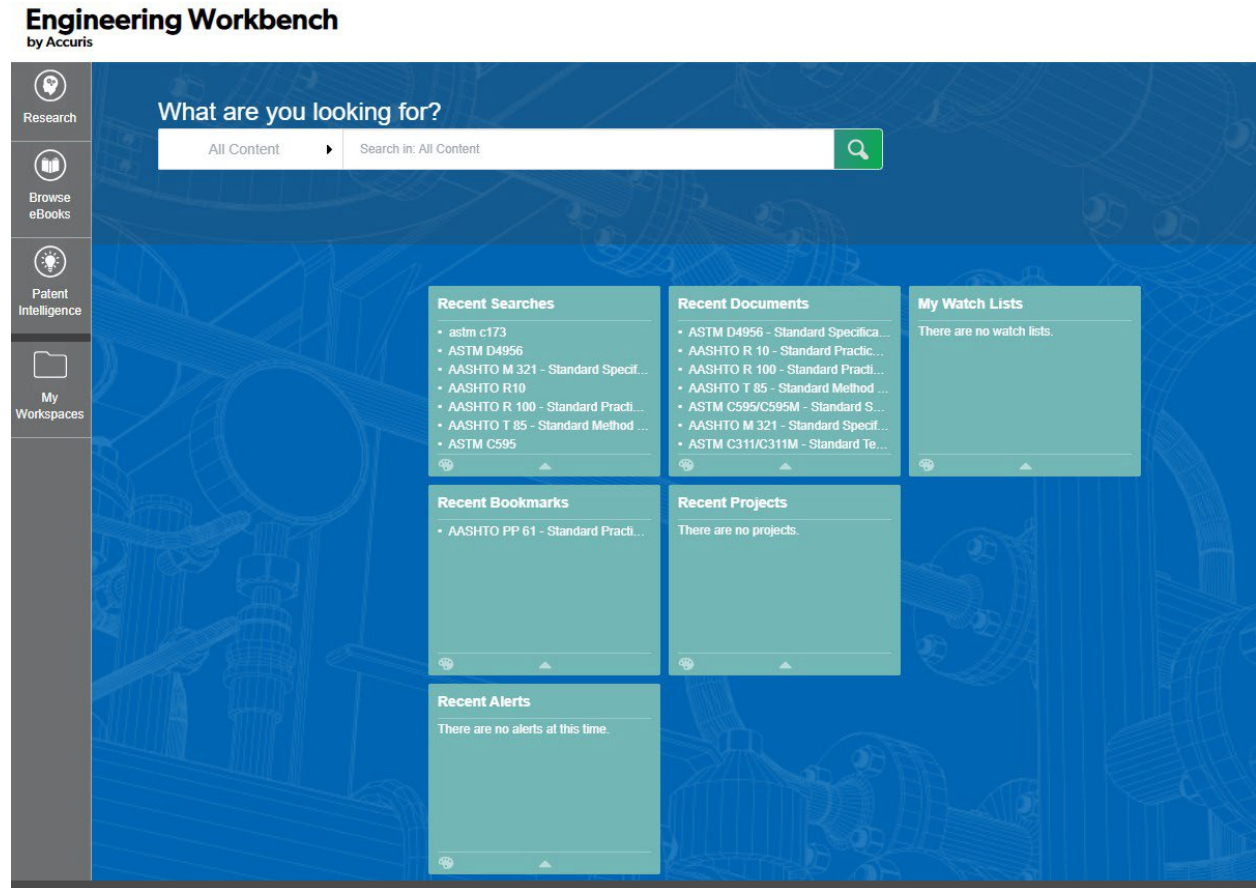 Engineering Workbench
by Accuris
Research
Browse
eBooks
Patent
Intelligence
My
Workspaces
What are you looking for?
All Content
Search in: All Content
Recent Searches
• astm c173
• ASTM D4956
• AASHTO M 321 - Standard Specif...
• AASHTO R10
• AASHTO R 100 - Standard Practi...
• AASHTO T 85 - Standard Method ...
• ASTM C595
Recent Documents
• ASTM D4956 - Standard Specifica...
• AASHTO R 10 - Standard Practic...
• AASHTO R 100 - Standard Practi...
• AASHTO T 85 - Standard Method ...
• ASTM C595/C595M - Standard S...
• AASHTO M 321 - Standard Specif...
• ASTM C311/C311M - Standard Te...
My Watch Lists
There are no watch lists.
Recent Bookmarks
• AASHTO PP 61 - Standard Practi...
Recent Projects
There are no projects.
Recent Alerts
There are no alerts at this time.